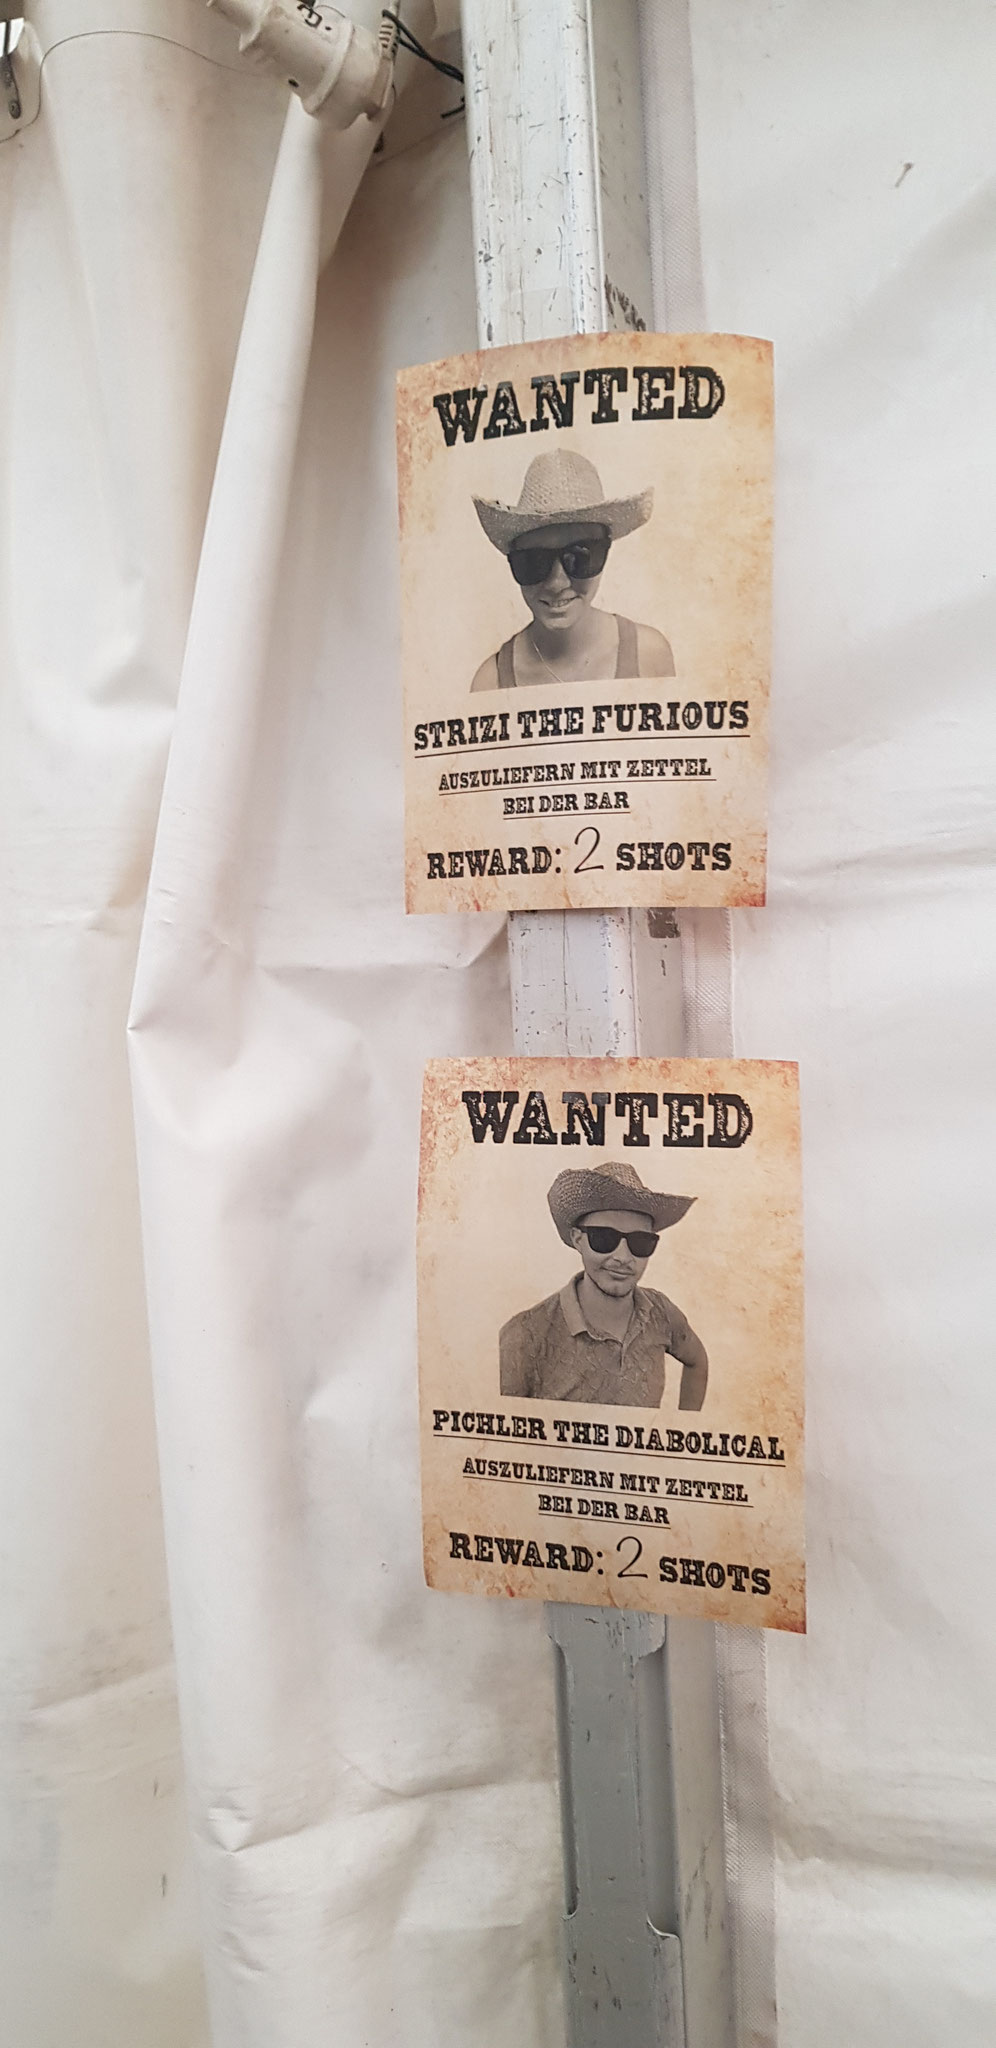 WANTED
STRIZI THE FURIOUS
AUSZULIEFERN MIT ZETTEL
BEI DER BAR
REWARD: 2 SHOTS
WANTED
PICHLER THE DIABOLICAL
AUSZULIEFERN MIT ZETTEL
BEI DER BAR
REWARD: 2 SHOTS